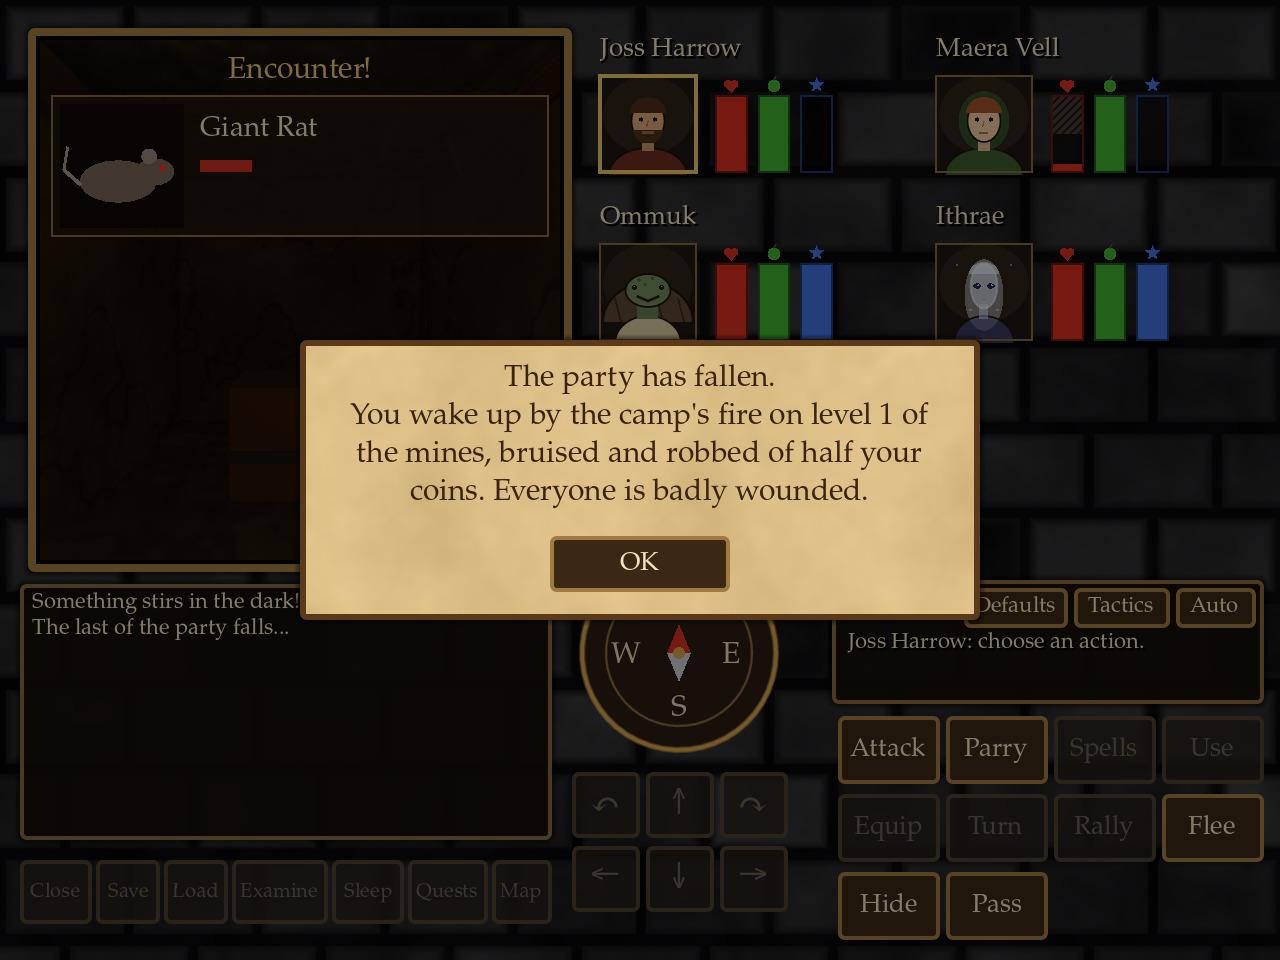 Encounter!
Giant Rat
Joss Harrow
Maera Vell
Ommuk
Ithrae
The party has fallen.
You wake up by the camp's fire on level 1 of
the mines, bruised and robbed of half your
coins. Everyone is badly wounded.
OK
Something stirs in the dark!
The last of the party falls...
W
E
S
Defaults
Tactics
Auto
Joss Harrow: choose an action.
Attack
Parry
Spells
Use
Equip
Turn
Rally
Flee
Hide
Pass
Close
Save
Load
Examine
Sleep
Quests
Map